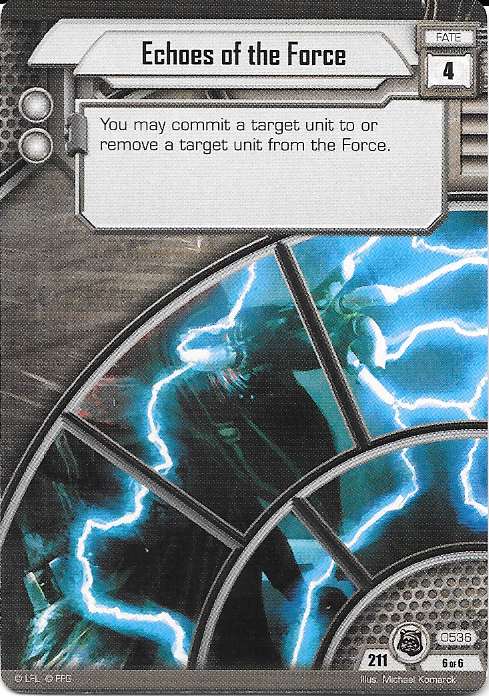 Echoes of the Force
FATE
4
You may commit a target unit to or
remove a target unit from the Force.
0536
211
6 of 6
© LFL © FFG
Illus. Michael Komarck